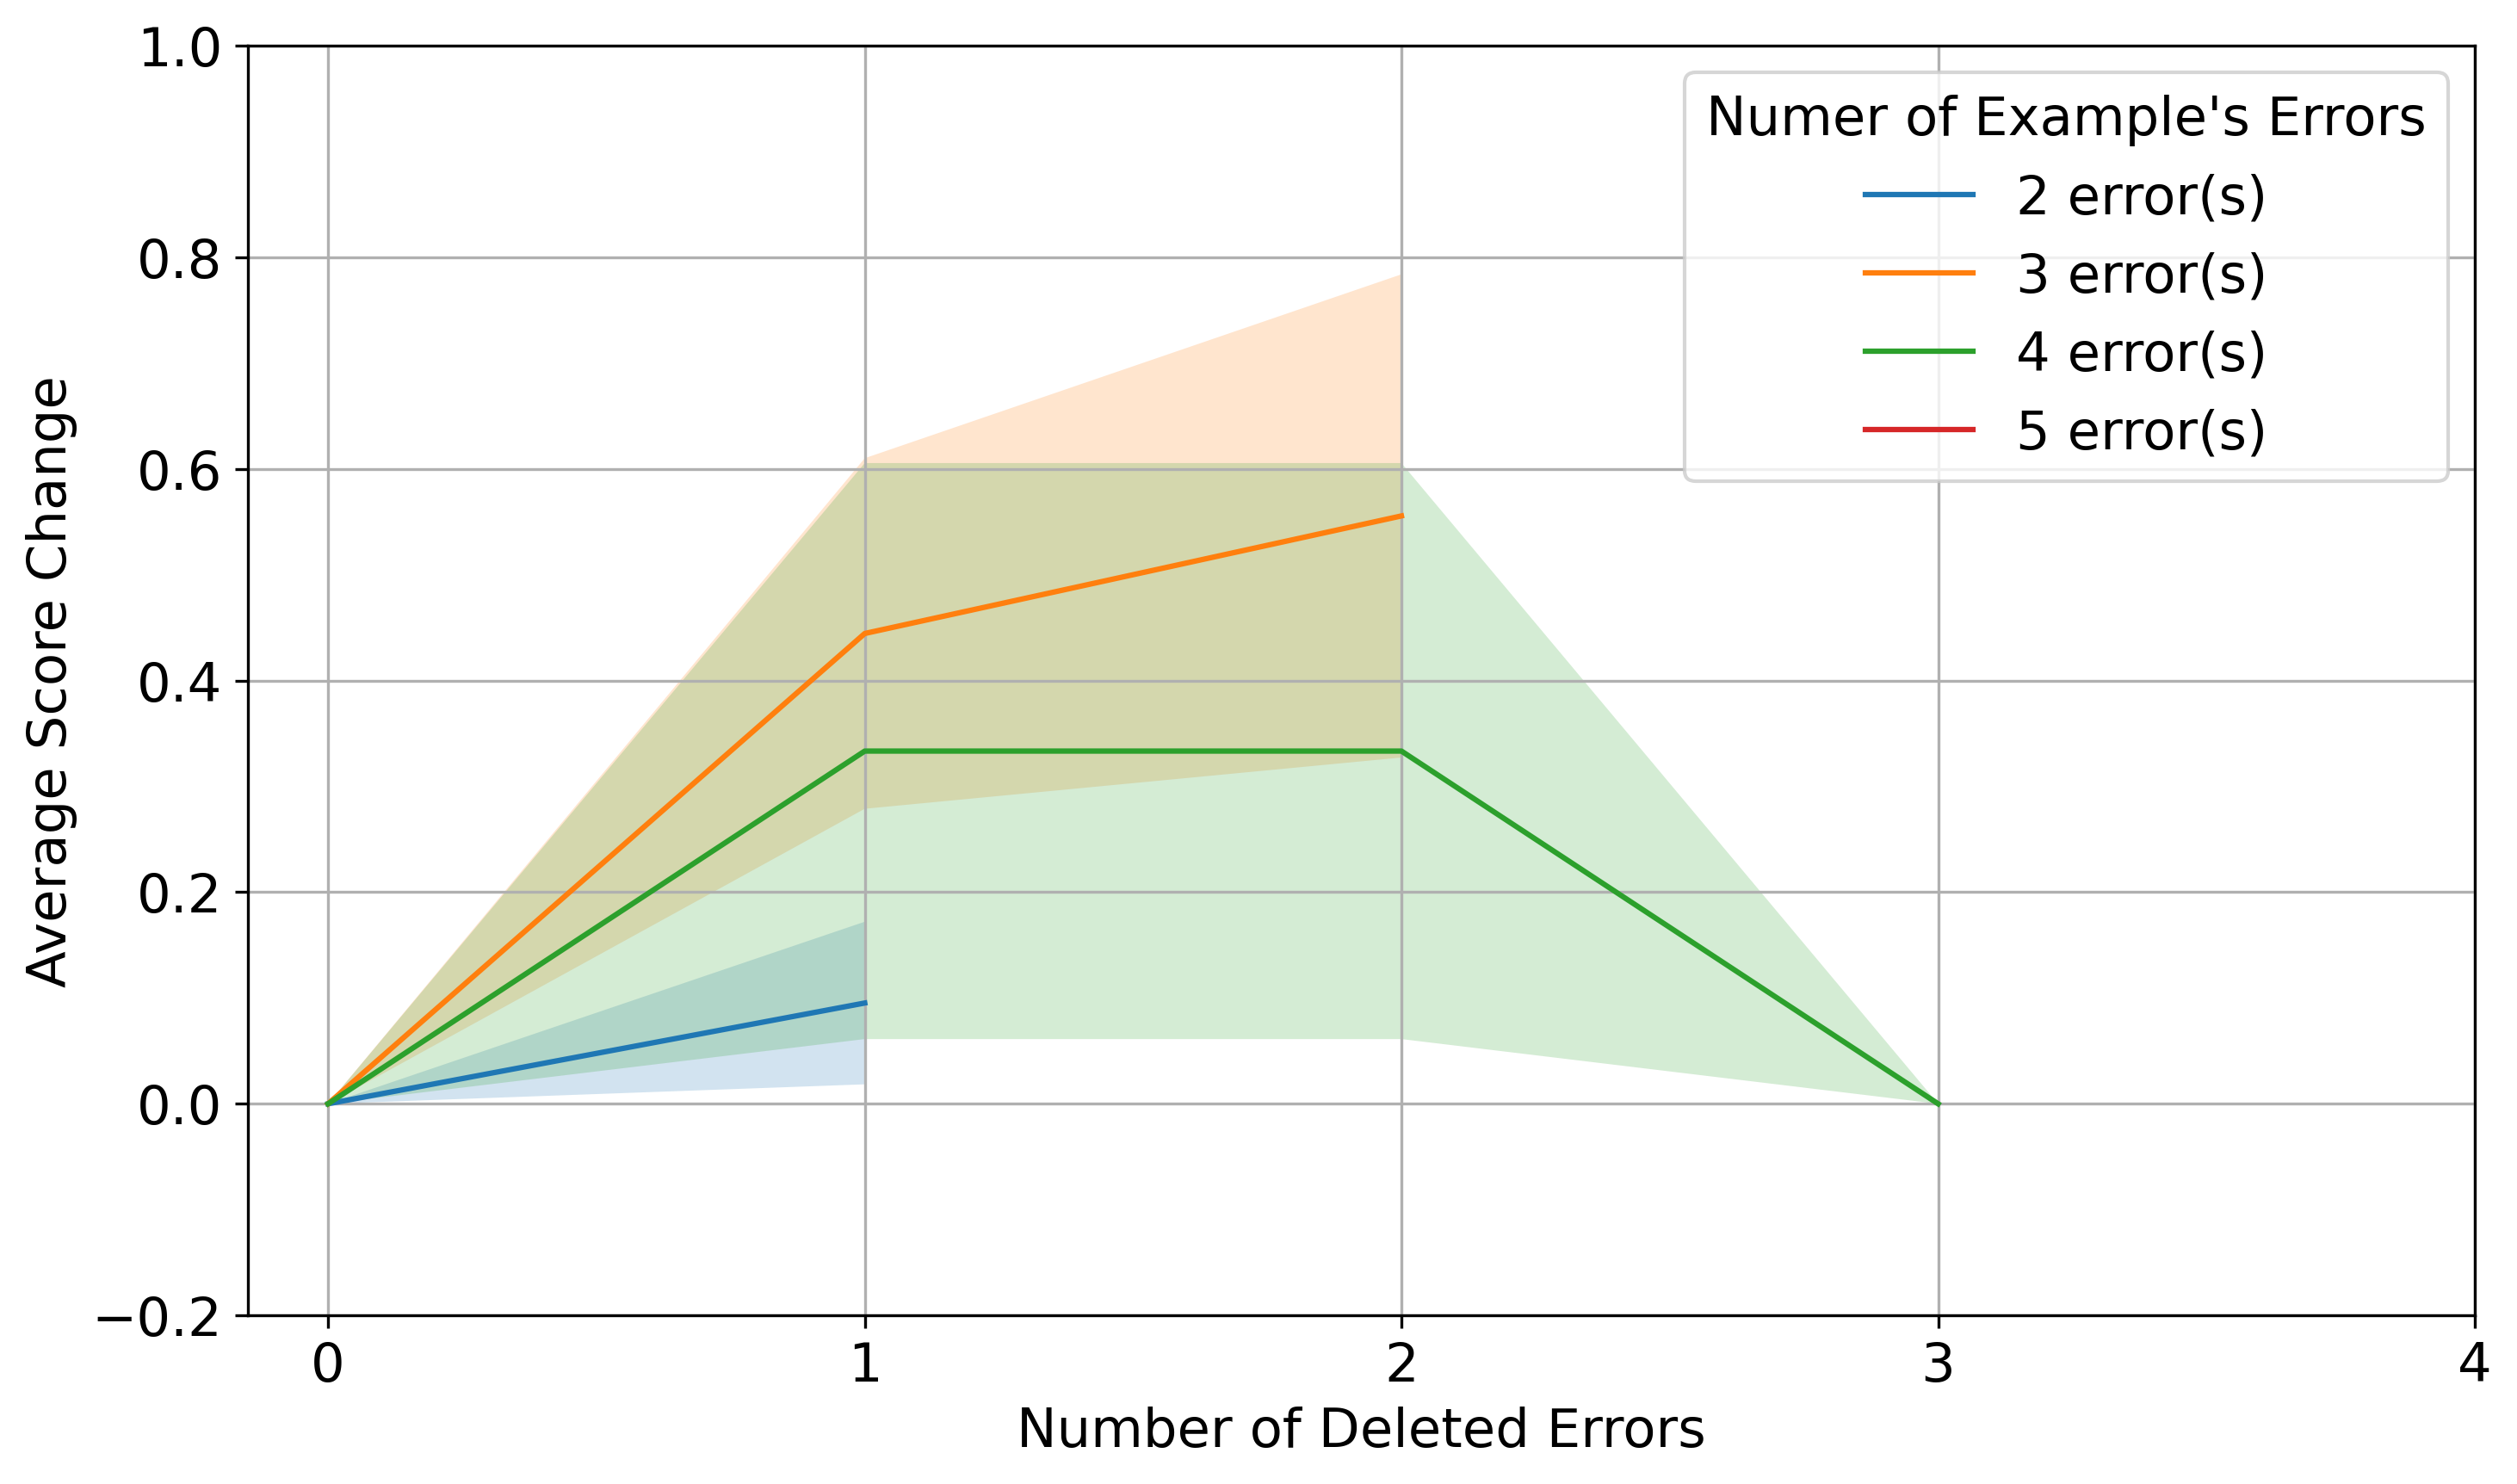 1.0
0.8
0.6
0.4
0.2
0.0
−0.2
Average Score Change
Numer of Example's Errors
2 error(s)
3 error(s)
4 error(s)
5 error(s)
0 1 2 3 4
Number of Deleted Errors